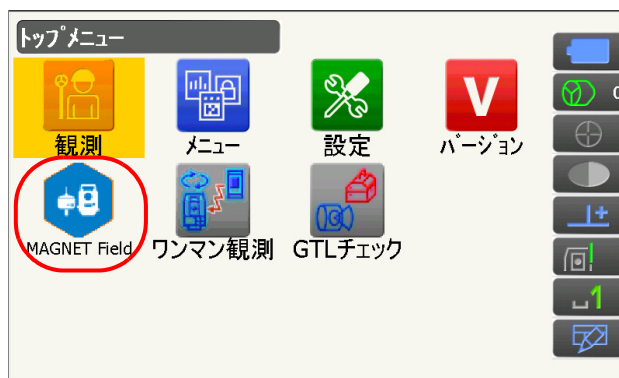 トップメニュー
観測
メニュー
設定
V
バージョン
MAGNET Field
ワンマン観測
GTLチェック
1